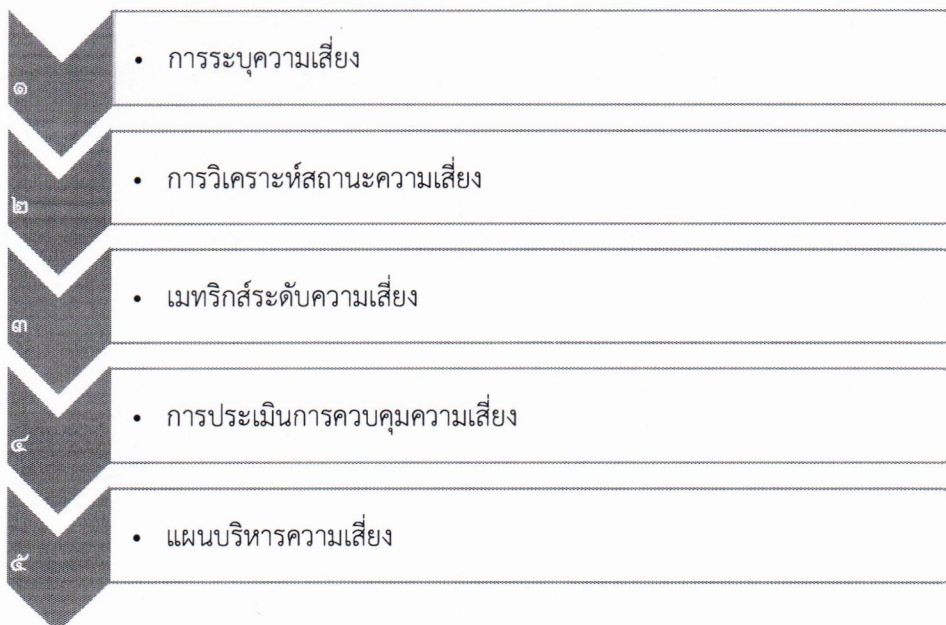 ๑ • การระบุความเสี่ยง
๒ • การวิเคราะห์สถานะความเสี่ยง
๓ • เมทริกส์ระดับความเสี่ยง
๔ • การประเมินการควบคุมความเสี่ยง
๕ • แผนบริหารความเสี่ยง